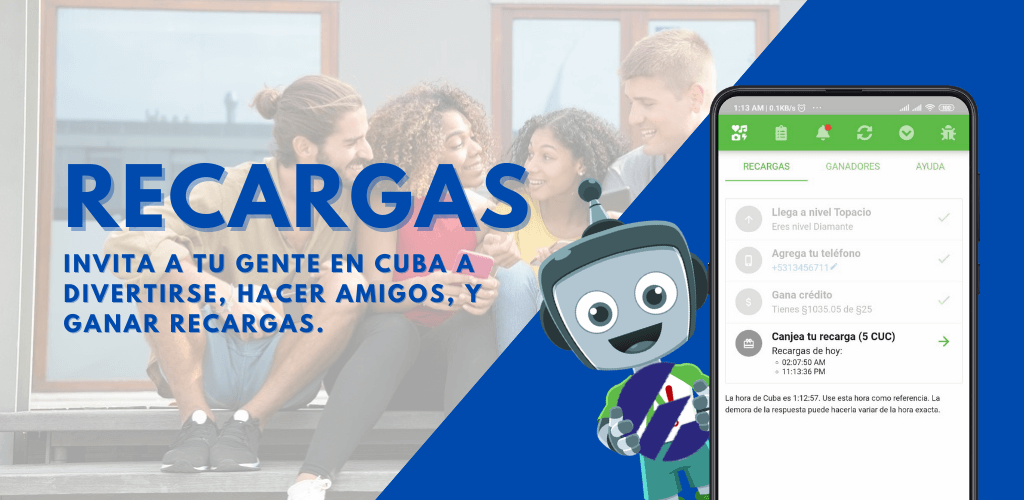 RECARGAS
INVITA A TU GENTE EN CUBA A
DIVERTIRSE, HACER AMIGOS, Y
GANAR RECARGAS.
1:13 AM | 0.1KB/s
RECARGAS GANADORES AYUDA
Llega a nivel Topacio
Eres nivel Diamante
Agrega tu teléfono
+5313456711
Gana crédito
Tienes §1035.05 de §25
Canjea tu recarga (5 CUC)
Recargas de hoy:
02:07:50 AM
11:13:36 PM
La hora de Cuba es 1:12:57. Use esta hora como referencia. La
demora de la respuesta puede hacerla variar de la hora exacta.